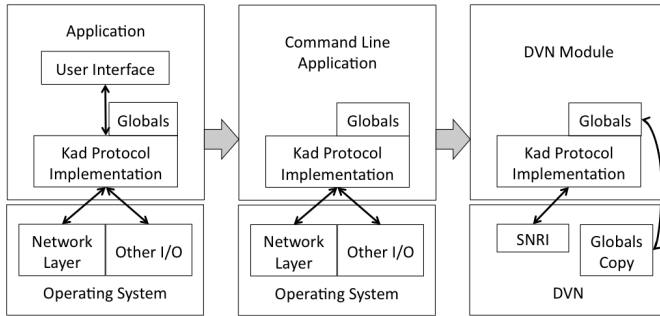 Application
User Interface
Globals
Kad Protocol
Implementation
Network
Layer
Other I/O
Operating System
Command Line
Application
Globals
Kad Protocol
Implementation
Network
Layer
Other I/O
Operating System
DVN Module
Globals
Kad Protocol
Implementation
SNRI
Globals
Copy
DVN